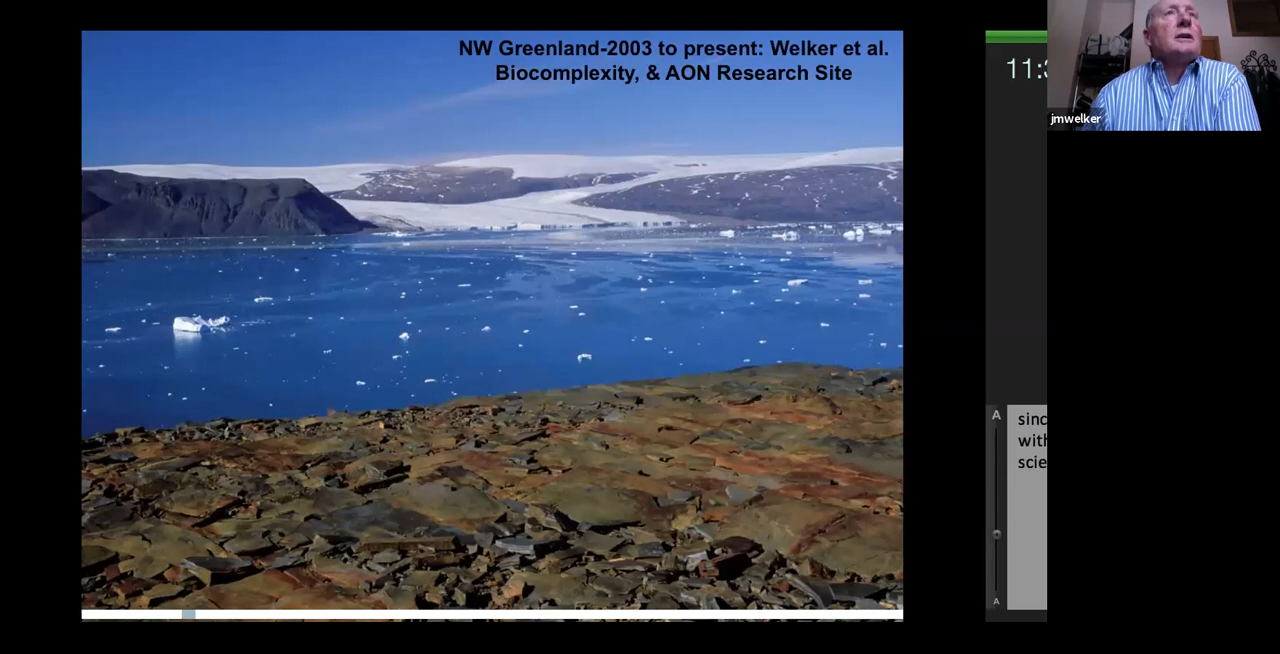 NW Greenland-2003 to present: Welker et al.
Biocomplexity, & AON Research Site
jmwelker
A
A